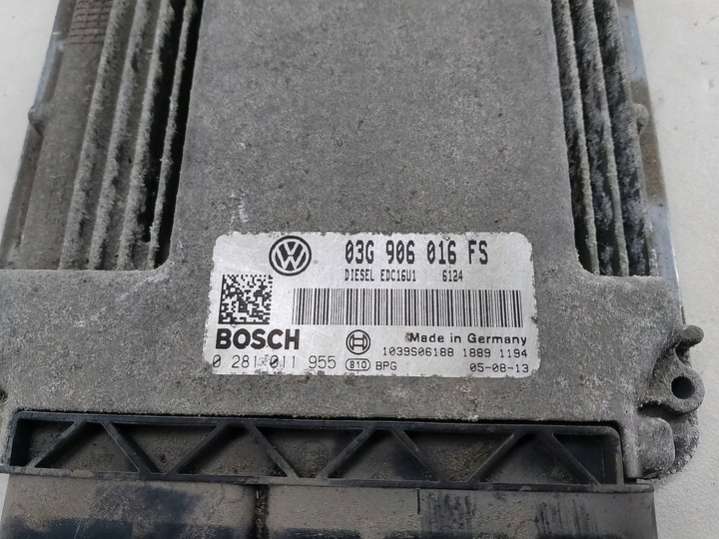 03G 906 016 FS
DIESEL EDC16U1 6124
BOSCH
Made in Germany
1039S06188 1889 1194
0 281 011 955 B10 BPG 05-08-13